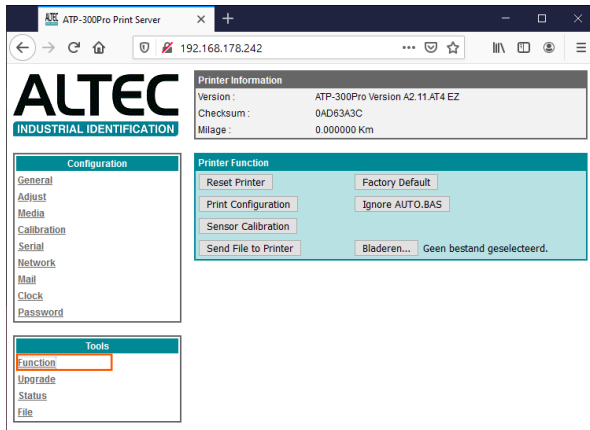 ATP-300Pro Print Server
192.168.178.242
ALTEC
INDUSTRIAL IDENTIFICATION
Printer Information
Version : ATP-300Pro Version A2.11.AT4 EZ
Checksum : 0AD63A3C
Milage : 0.000000 Km
Configuration
General
Adjust
Media
Calibration
Serial
Network
Mail
Clock
Password
Printer Function
Reset Printer Factory Default
Print Configuration Ignore AUTO.BAS
Sensor Calibration
Send File to Printer Bladeren... Geen bestand geselecteerd.
Tools
Function
Upgrade
Status
File